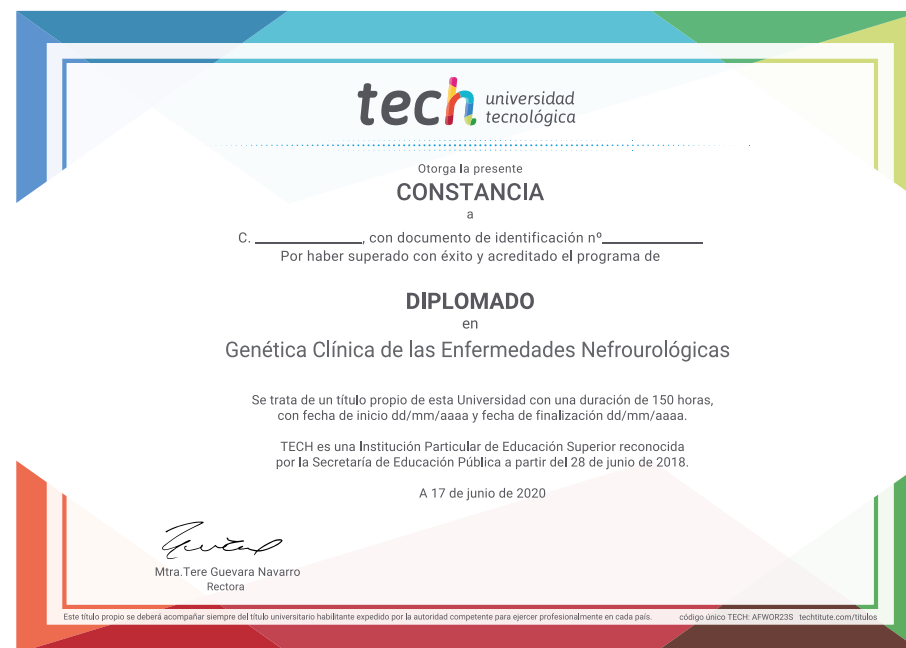 tech universidad
tecnológica
Otorga la presente
CONSTANCIA
a
C. ____________, con documento de identificación nº____________
Por haber superado con éxito y acreditado el programa de
DIPLOMADO
en
Genética Clínica de las Enfermedades Nefrourológicas
Se trata de un título propio de esta Universidad con una duración de 150 horas,
con fecha de inicio dd/mm/aaaa y fecha de finalización dd/mm/aaaa.
TECH es una Institución Particular de Educación Superior reconocida
por la Secretaría de Educación Pública a partir del 28 de junio de 2018.
A 17 de junio de 2020
Mtra.Tere Guevara Navarro
Rectora
Este título propio se deberá acompañar siempre del título universitario habilitante expedido por la autoridad competente para ejercer profesionalmente en cada país. código único TECH: AFWOR23S techtitute.com/titulos